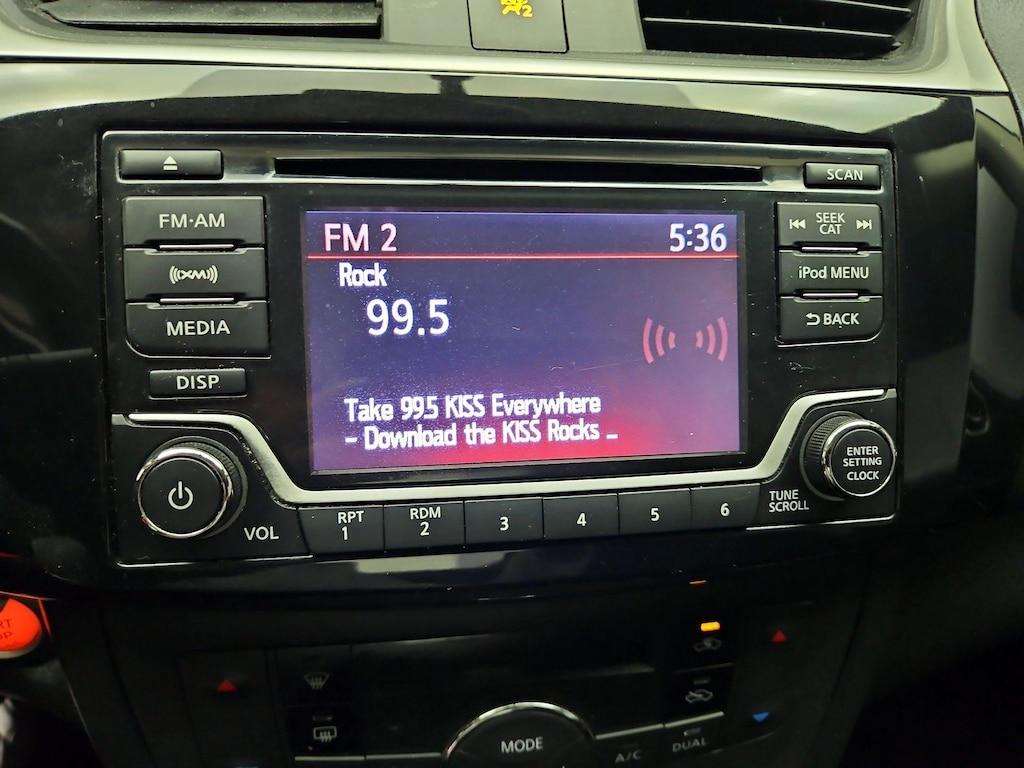 2
SCAN
FM·AM
SEEK
CAT
FM 2 5:36
XM
Rock
iPod MENU
99.5
MEDIA
BACK
DISP
Take 99.5 KISS Everywhere
- Download the KISS Rocks _
ENTER
SETTING
CLOCK
VOL
RPT
1
RDM
2
3
4
5
6
TUNE
SCROLL
MODE
A/C
DUAL